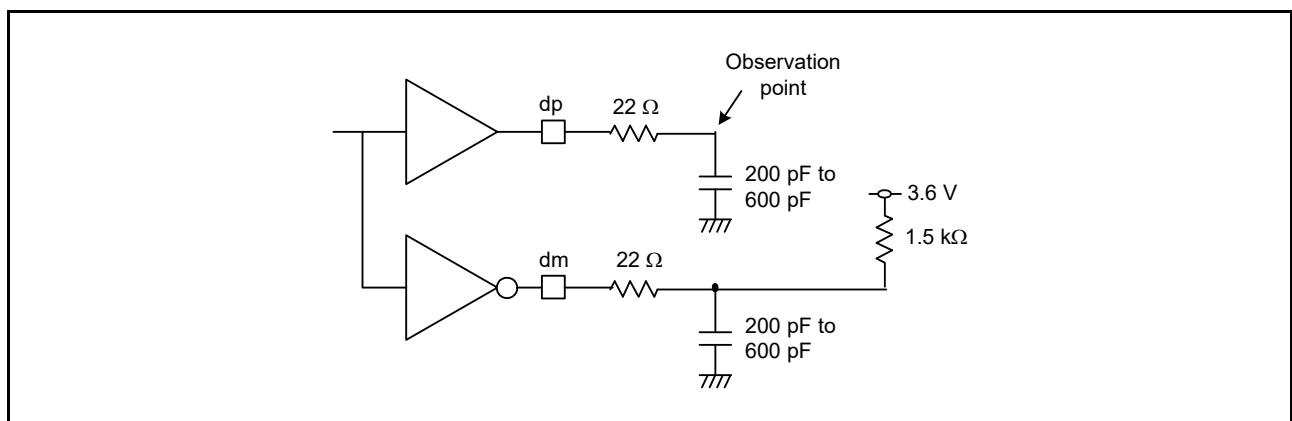 Observation
point
dp
22 Ω
200 pF to
600 pF
3.6 V
1.5 kΩ
dm
22 Ω
200 pF to
600 pF